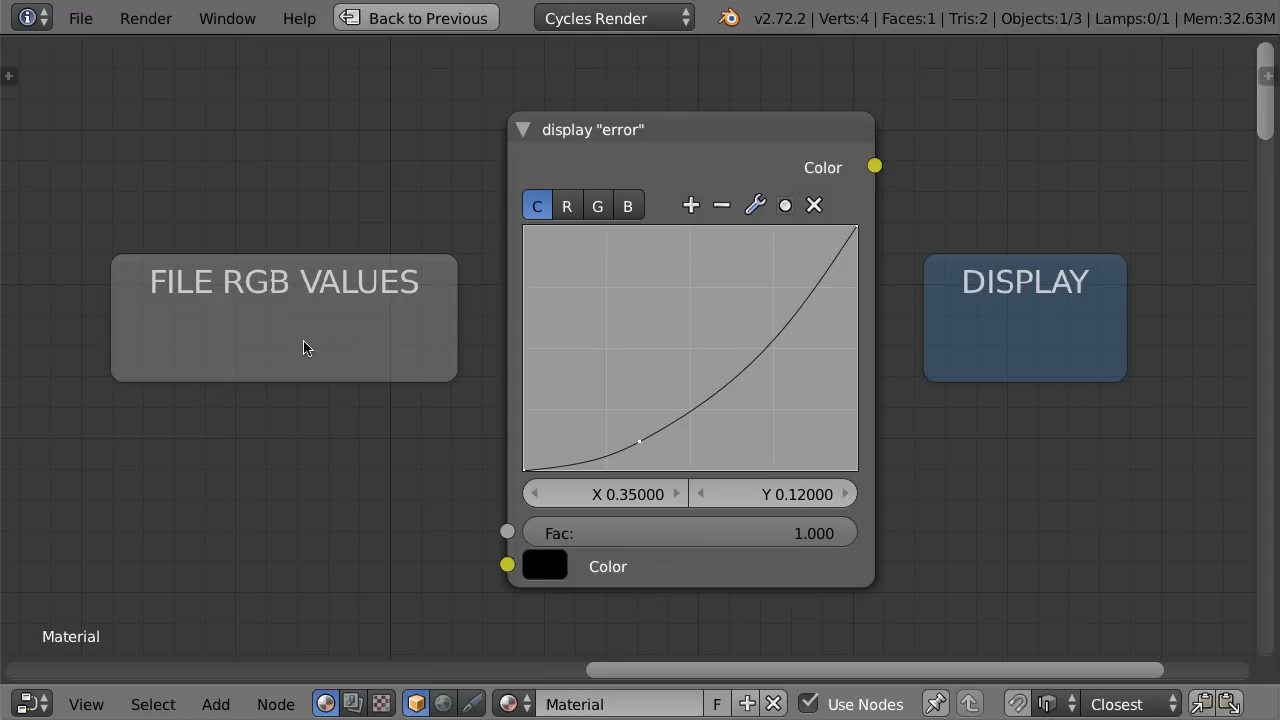 File Render Window Help Back to Previous Cycles Render v2.72.2 | Verts:4 | Faces:1 | Tris:2 | Objects:1/3 | Lamps:0/1 | Mem:32.63M
display "error"
Color
C R G B
FILE RGB VALUES
DISPLAY
X 0.35000 Y 0.12000
Fac: 1.000
Color
Material
View Select Add Node Material F Use Nodes Closest